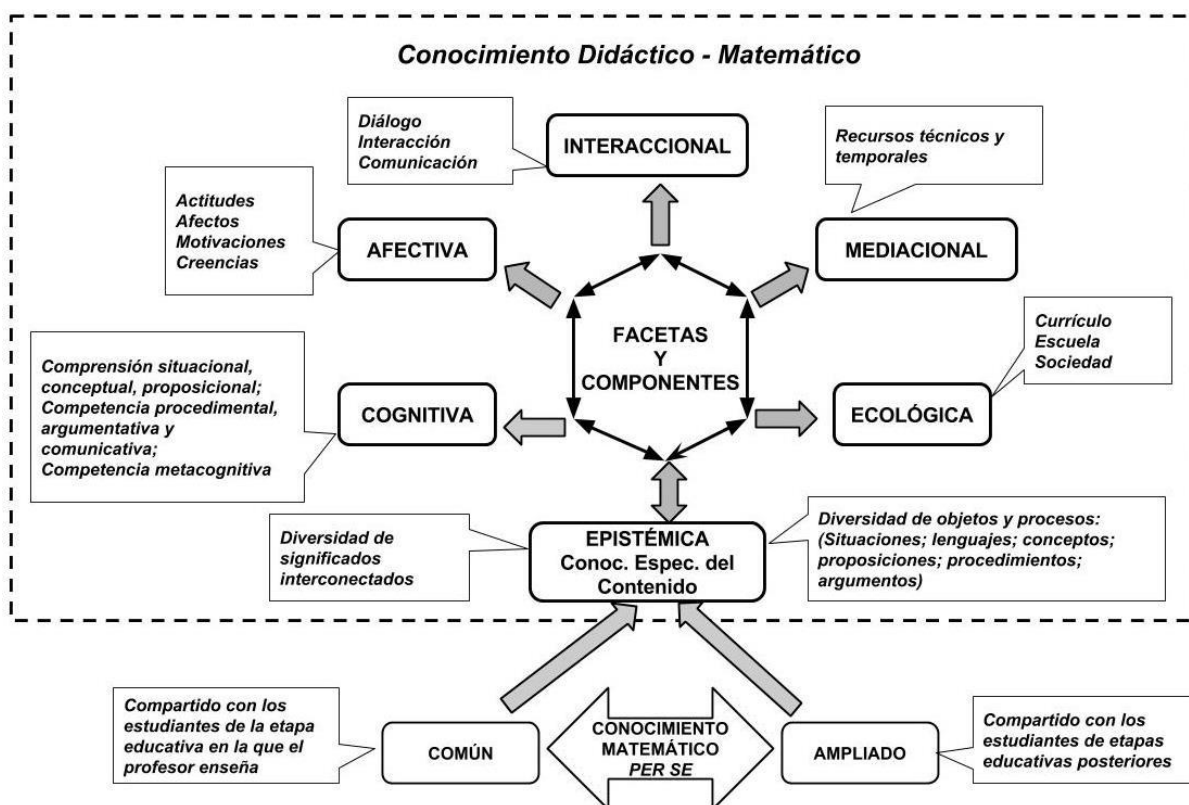 Conocimiento Didáctico - Matemático
Diálogo
Interacción
Comunicación
INTERACCIONAL
Recursos técnicos y
temporales
Actitudes
Afectos
Motivaciones
Creencias
AFECTIVA
MEDIACIONAL
FACETAS
Y
COMPONENTES
Currículo
Escuela
Sociedad
Comprensión situacional,
conceptual, proposicional;
Competencia procedimental,
argumentativa y
comunicativa;
Competencia metacognitiva
COGNITIVA
ECOLÓGICA
Diversidad de
significados
interconectados
EPISTÉMICA
Conoc. Espec. del
Contenido
Diversidad de objetos y procesos:
(Situaciones; lenguajes; conceptos;
proposiciones; procedimientos;
argumentos)
Compartido con los
estudiantes de la etapa
educativa en la que el
profesor enseña
COMÚN
CONOCIMIENTO
MATEMÁTICO
PER SE
AMPLIADO
Compartido con los
estudiantes de etapas
educativas posteriores